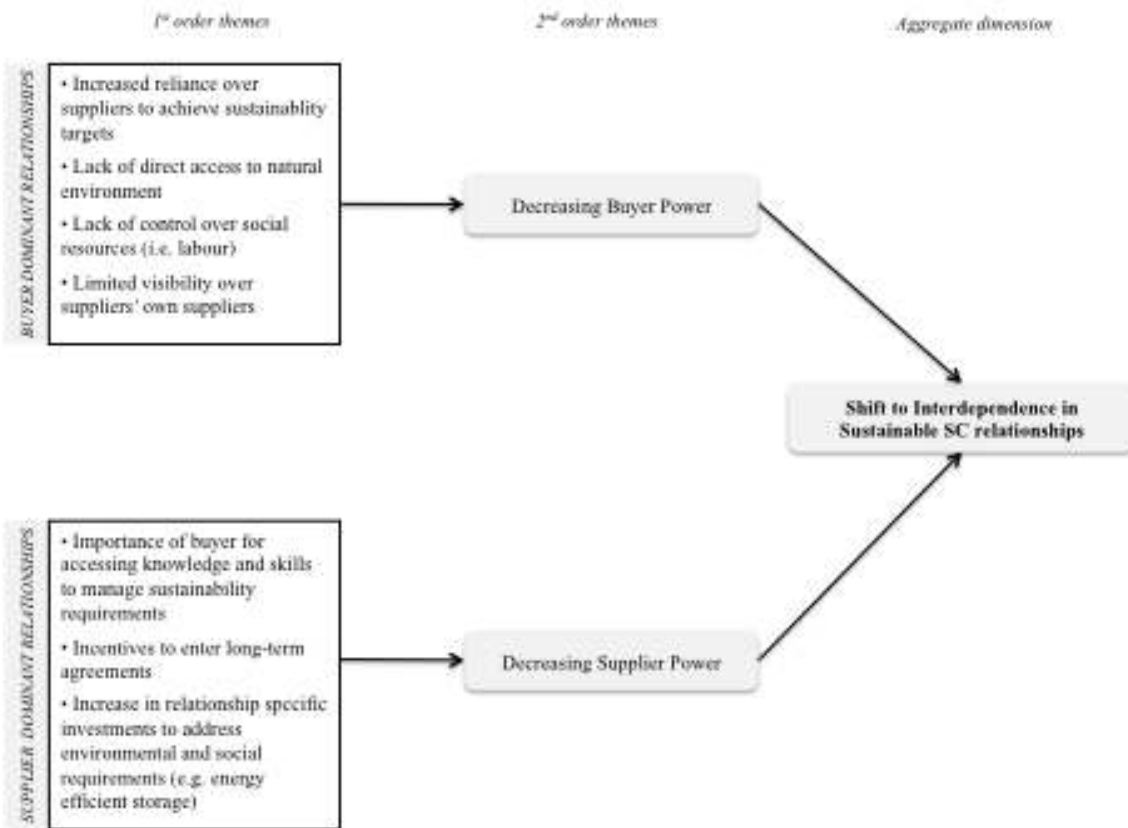 1st order themes
2nd order themes
Aggregate dimension
BUYER DOMINANT RELATIONSHIPS
• Increased reliance over
suppliers to achieve sustainablity
targets
• Lack of direct access to natural
environment
• Lack of control over social
resources (i.e. labour)
• Limited visibility over
suppliers' own suppliers
Decreasing Buyer Power
Shift to Interdependence in
Sustainable SC relationships
SUPPLIER DOMINANT RELATIONSHIPS
• Importance of buyer for
accessing knowledge and skills
to manage sustainability
requirements
• Incentives to enter long-term
agreements
• Increase in relationship specific
investments to address
environmental and social
requirements (e.g. energy
efficient storage)
Decreasing Supplier Power